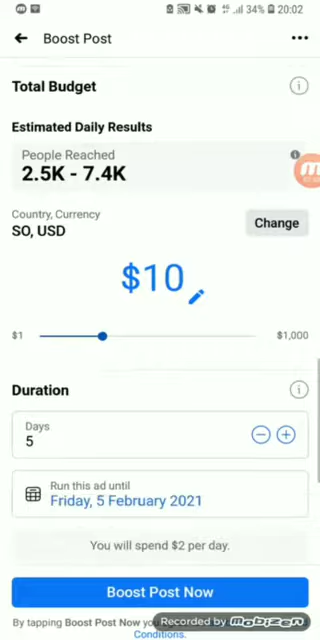 34% 20:02
Boost Post
Total Budget
Estimated Daily Results
People Reached
2.5K - 7.4K
Country, Currency
SO, USD
Change
$10
$1
$1,000
Duration
Days
5
Run this ad until
Friday, 5 February 2021
You will spend $2 per day.
Boost Post Now
By tapping Boost Post Now yo
Recorded by MOBIZEN
Conditions.